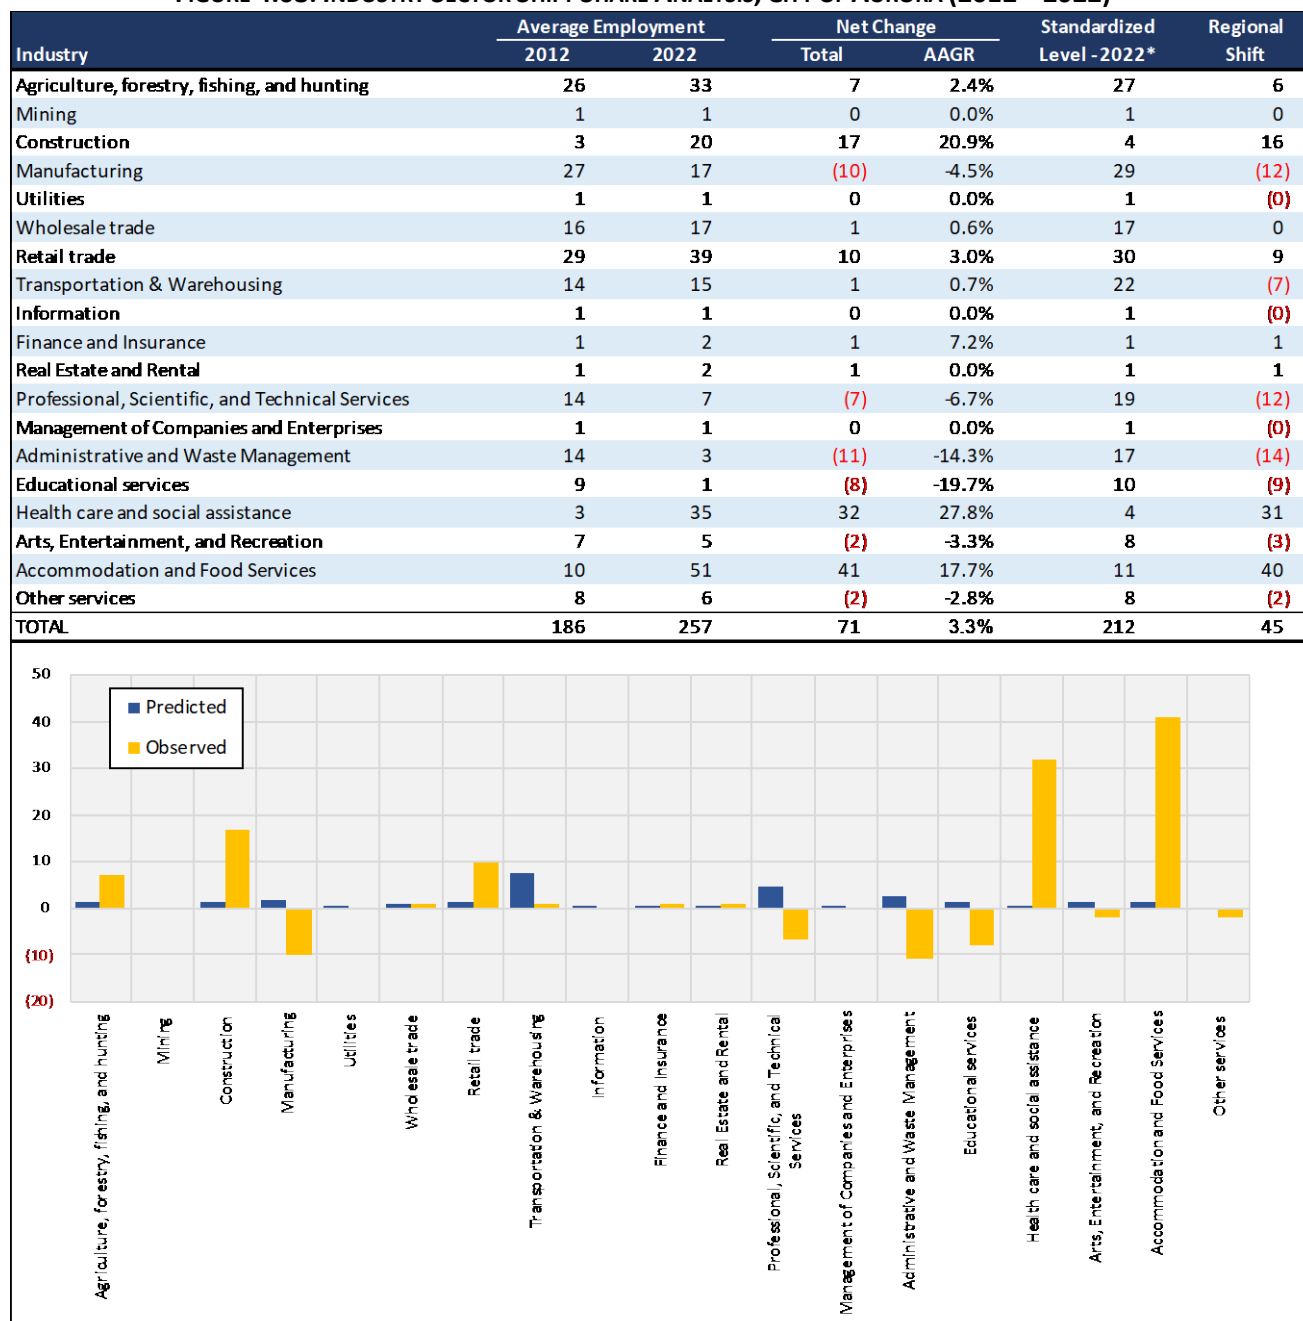 FIGURE INDUSTRY SECTOR SHIFT SHARE ANALYSIS, CITY OF AURORA (2012 – 2022)
Average Employment Net Change Standardized Regional
Industry 2012 2022 Total AAGR Level -2022* Shift
Agriculture, forestry, fishing, and hunting 26 33 7 2.4% 27 6
Mining 1 1 0 0.0% 1 0
Construction 3 20 17 20.9% 4 16
Manufacturing 27 17 (10) -4.5% 29 (12)
Utilities 1 1 0 0.0% 1 (0)
Wholesale trade 16 17 1 0.6% 17 0
Retail trade 29 39 10 3.0% 30 9
Transportation & Warehousing 14 15 1 0.7% 22 (7)
Information 1 1 0 0.0% 1 (0)
Finance and Insurance 1 2 1 7.2% 1 1
Real Estate and Rental 1 2 1 0.0% 1 1
Professional, Scientific, and Technical Services 14 7 (7) -6.7% 19 (12)
Management of Companies and Enterprises 1 1 0 0.0% 1 (0)
Administrative and Waste Management 14 3 (11) -14.3% 17 (14)
Educational services 9 1 (8) -19.7% 10 (9)
Health care and social assistance 3 35 32 27.8% 4 31
Arts, Entertainment, and Recreation 7 5 (2) -3.3% 8 (3)
Accommodation and Food Services 10 51 41 17.7% 11 40
Other services 8 6 (2) -2.8% 8 (2)
TOTAL 186 257 71 3.3% 212 45
50
40
30
20
10
0
(10)
(20)
Predicted
Observed
Agriculture, forestry, fishing, and hunting
Mining
Construction
Manufacturing
Utilities
Wholesale trade
Retail trade
Transportation & Warehousing
Information
Finance and Insurance
Real Estate and Rental
Professional, Scientific, and Technical
Services
Management of Companies and Enterprises
Administrative and Waste Management
Educational services
Health care and social assistance
Arts, Entertainment, and Recreation
Accommodation and Food Services
Other services